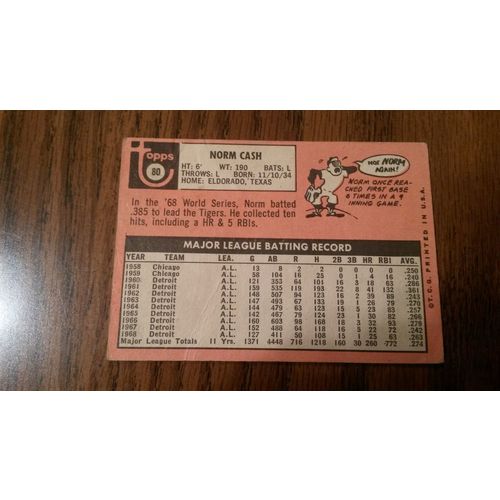 topps
80
NORM CASH
HT: 6' WT: 190 BATS: L
THROWS: L BORN: 11/10/34
HOME: ELDORADO, TEXAS
NOT NORM AGAIN!
NORM ONCE REA-
CHED FIRST BASE
6 TIMES IN A 9
INNING GAME.
In the '68 World Series, Norm batted
.385 to lead the Tigers. He collected ten
hits, including a HR & 5 RBIs.
MAJOR LEAGUE BATTING RECORD
YEAR TEAM LEA. G AB R H 2B 3B HR RBI AVG.
1958 Chicago A.L. 13 8 2 2 0 0 0 0 .250
1959 Chicago A.L. 58 104 16 25 0 1 4 16 .240
1960 Detroit A.L. 121 353 64 101 16 3 18 63 .286
1961 Detroit A.L. 159 535 119 193 22 8 41 132 .361
1962 Detroit A.L. 146 507 94 123 16 2 39 89 .243
1963 Detroit A.L. 147 493 67 133 19 1 26 79 .270
1964 Detroit A.L. 144 479 63 123 15 5 23 83 .257
1965 Detroit A.L. 142 467 79 124 23 1 30 82
1966 Detroit A.L. 160 603 98 168 18 3 32 93 .279
1967 Detroit A.L. 152 488 64 118 16 5 22 72 .242
1968 Detroit A.L. 127 411 50 108 15 1 25 63 .263
Major League Totals 11 Yrs. 1371 4448 716 1218 160 30 260 772 .274
©T.C.G. PRINTED IN U.S.A.